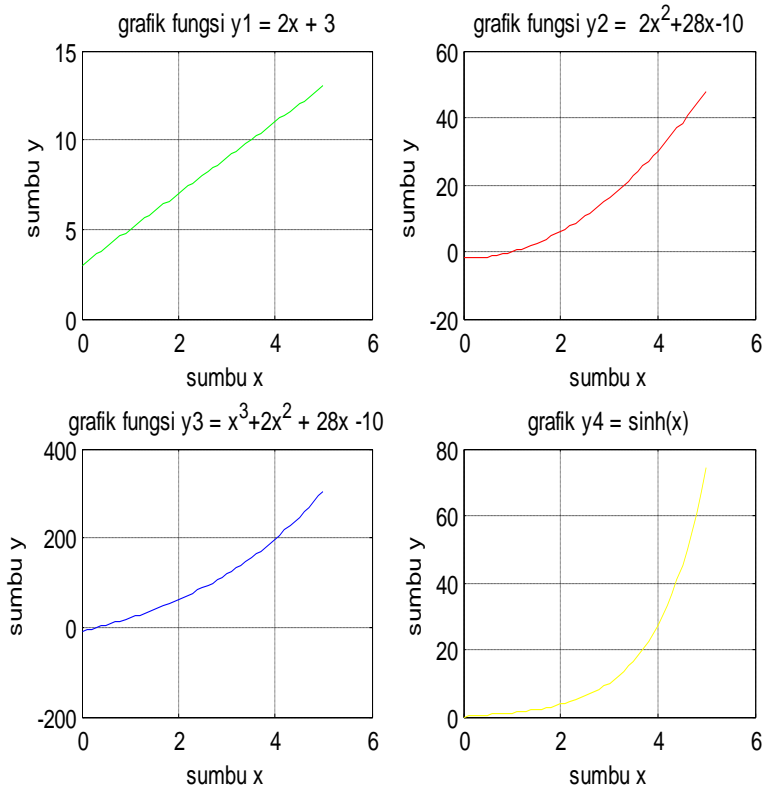 grafik fungsi y1 = 2x + 3
15
10
5
0
0 2 4 6
sumbu y
sumbu x
grafik fungsi y2 = 2x²+28x-10
60
40
20
0
-20
0 2 4 6
sumbu y
sumbu x
grafik fungsi y3 = x³+2x² + 28x -10
400
200
0
-200
0 2 4 6
sumbu y
sumbu x
grafik y4 = sinh(x)
80
60
40
20
0
0 2 4 6
sumbu y
sumbu x